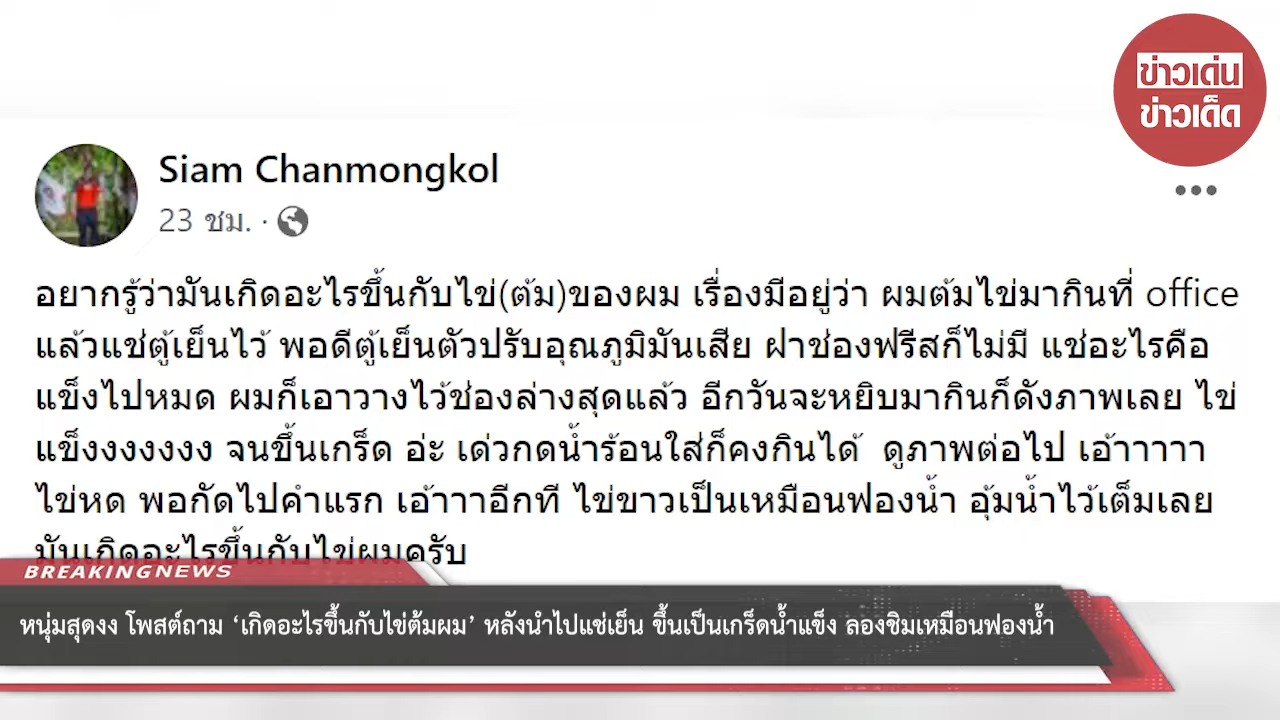 ข่าวเด่น
ข่าวเด็ด
Siam Chanmongkol
23 ชม. ·
อยากรู้ว่ามันเกิดอะไรขึ้นกับไข่(ต้ม)ของผม เรื่องมีอยู่ว่า ผมต้มไข่มากินที่ office
แล้วแช่ตู้เย็นไว้ พอดีตู้เย็นตัวปรับอุณภูมิมันเสีย ฝาช่องฟรีสก็ไม่มี แช่อะไรคือ
แข็งไปหมด ผมก็เอาวางไว้ช่องล่างสุดแล้ว อีกวันจะหยิบมากินก็ดังภาพเลย ไข่
แข็งงงงงงง จนขึ้นเกร็ด อ่ะ เด่วกดน้ำร้อนใส่ก็คงกินได้ ดูภาพต่อไป เอ้าาาาา
ไข่หด พอกัดไปคำแรก เอ้าาาอีกที ไข่ขาวเป็นเหมือนฟองน้ำ อุ้มน้ำไว้เต็มเลย
มันเกิดอะไรขึ้นกับไข่ผมครับ
BREAKING NEWS
หนุ่มสุดงง โพสต์ถาม ‘เกิดอะไรขึ้นกับไข่ต้มผม’ หลังนำไปแช่เย็น ขึ้นเป็นเกร็ดน้ำแข็ง ลองชิมเหมือนฟองน้ำ